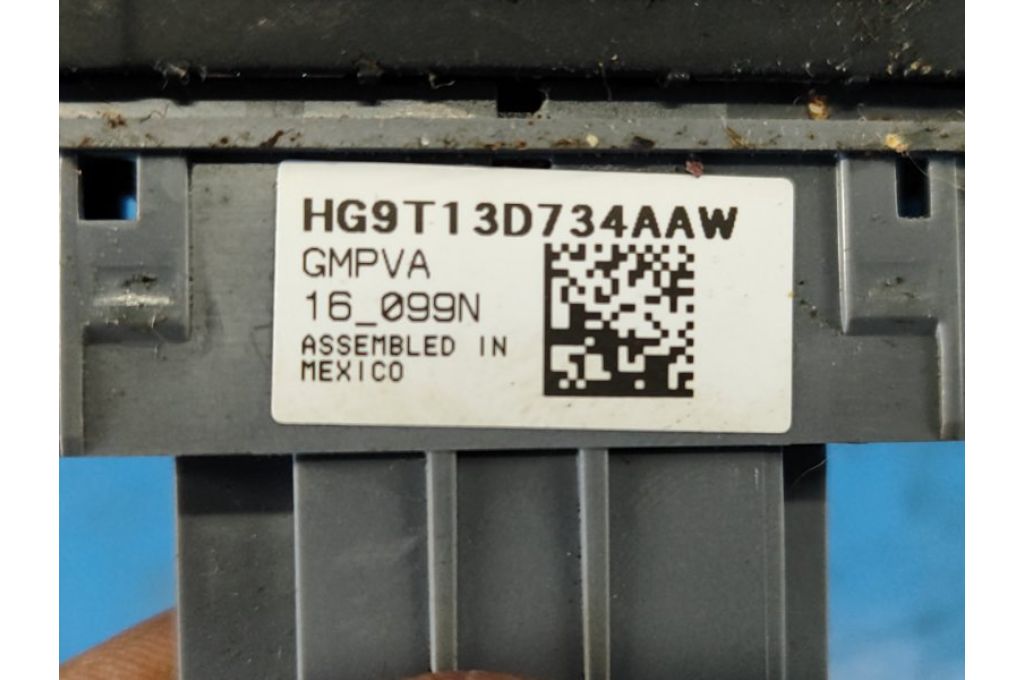 HG9T13D734AAW
GMPVA
16_099N
ASSEMBLED IN
MEXICO